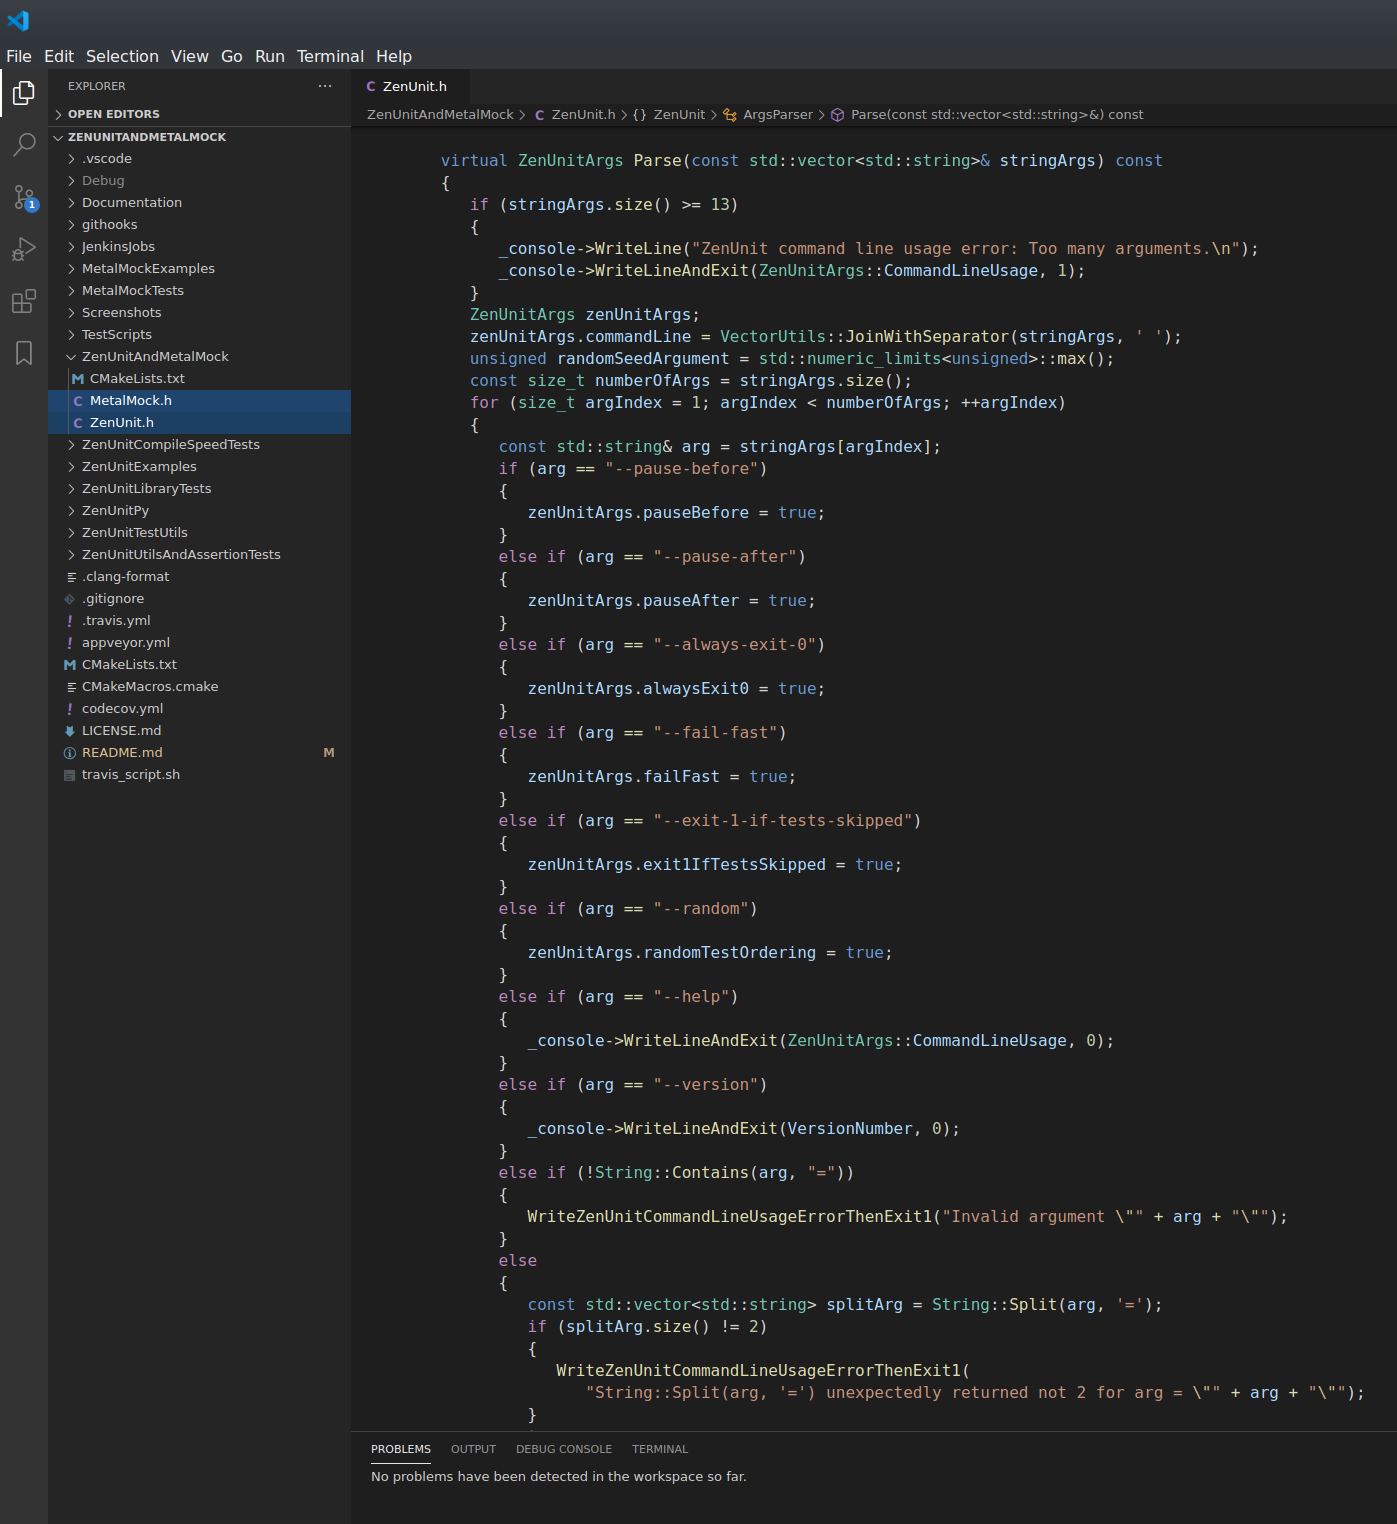 File Edit Selection View Go Run Terminal Help
EXPLORER ···
OPEN EDITORS
ZENUNITANDMETALMOCK
.vscode
Debug
Documentation
githooks
JenkinsJobs
MetalMockExamples
MetalMockTests
Screenshots
TestScripts
ZenUnitAndMetalMock
CMakeLists.txt
MetalMock.h
ZenUnit.h
ZenUnitCompileSpeedTests
ZenUnitExamples
ZenUnitLibraryTests
ZenUnitPy
ZenUnitTestUtils
ZenUnitUtilsAndAssertionTests
.clang-format
.gitignore
.travis.yml
appveyor.yml
CMakeLists.txt
CMakeMacros.cmake
codecov.yml
LICENSE.md
README.md M
travis_script.sh
1
C ZenUnit.h
ZenUnitAndMetalMock > C ZenUnit.h > {} ZenUnit > ArgsParser > Parse(const std::vector<std::string>&) const
virtual ZenUnitArgs Parse(const std::vector<std::string>& stringArgs) const
{
if (stringArgs.size() >= 13)
{
_console->WriteLine("ZenUnit command line usage error: Too many arguments.\n");
_console->WriteLineAndExit(ZenUnitArgs::CommandLineUsage, 1);
}
ZenUnitArgs zenUnitArgs;
zenUnitArgs.commandLine = VectorUtils::JoinWithSeparator(stringArgs, ' ');
unsigned randomSeedArgument = std::numeric_limits<unsigned>::max();
const size_t numberOfArgs = stringArgs.size();
for (size_t argIndex = 1; argIndex < numberOfArgs; ++argIndex)
{
const std::string& arg = stringArgs[argIndex];
if (arg == "--pause-before")
{
zenUnitArgs.pauseBefore = true;
}
else if (arg == "--pause-after")
{
zenUnitArgs.pauseAfter = true;
}
else if (arg == "--always-exit-0")
{
zenUnitArgs.alwaysExit0 = true;
}
else if (arg == "--fail-fast")
{
zenUnitArgs.failFast = true;
}
else if (arg == "--exit-1-if-tests-skipped")
{
zenUnitArgs.exit1IfTestsSkipped = true;
}
else if (arg == "--random")
{
zenUnitArgs.randomTestOrdering = true;
}
else if (arg == "--help")
{
_console->WriteLineAndExit(ZenUnitArgs::CommandLineUsage, 0);
}
else if (arg == "--version")
{
_console->WriteLineAndExit(VersionNumber, 0);
}
else if (!String::Contains(arg, "="))
{
WriteZenUnitCommandLineUsageErrorThenExit1("Invalid argument \"" + arg + "\"");
}
else
{
const std::vector<std::string> splitArg = String::Split(arg, '=');
if (splitArg.size() != 2)
{
WriteZenUnitCommandLineUsageErrorThenExit1(
"String::Split(arg, '=') unexpectedly returned not 2 for arg = \"" + arg + "\"");
}
PROBLEMS OUTPUT DEBUG CONSOLE TERMINAL
No problems have been detected in the workspace so far.